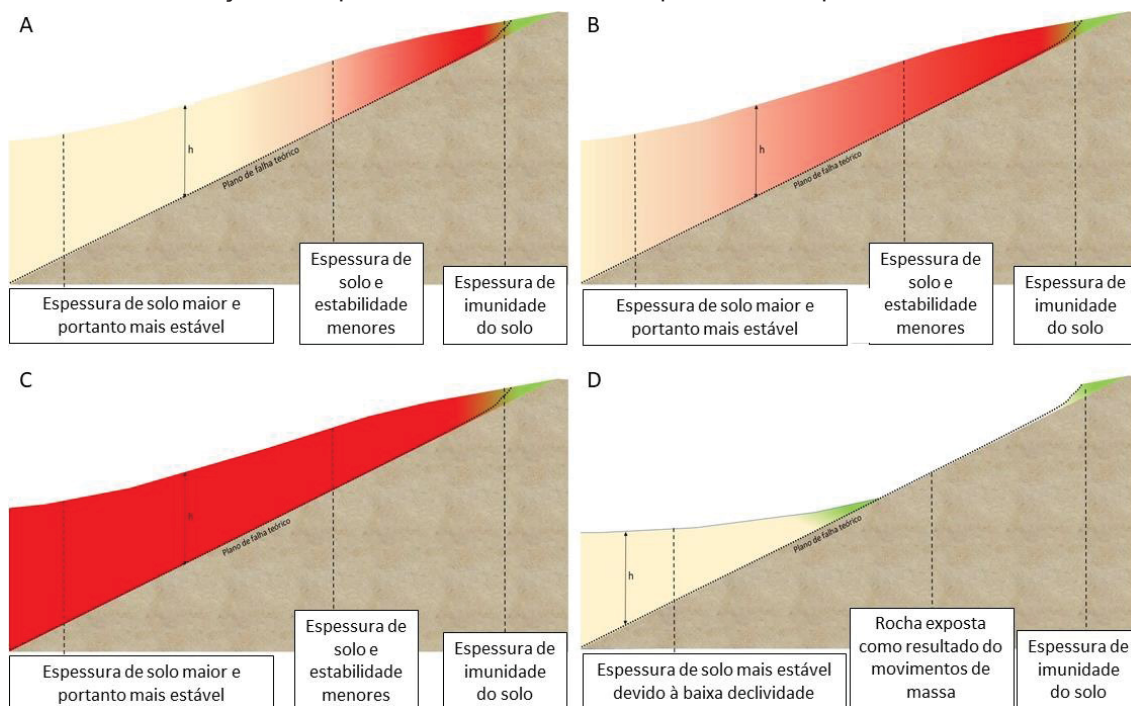 A
h
Plano de falha teórico
Espessura de solo maior e
portanto mais estável
Espessura de
solo e
estabilidade
menores
Espessura de
imunidade
do solo
B
h
Plano de falha teórico
Espessura de solo maior e
portanto mais estável
Espessura de
solo e
estabilidade
menores
Espessura de
imunidade
do solo
C
h
Plano de falha teórico
Espessura de solo maior e
portanto mais estável
Espessura de
solo e
estabilidade
menores
Espessura de
imunidade
do solo
D
h
Plano de falha teórico
Espessura de solo mais estável
devido à baixa declividade
Rocha exposta
como resultado do
movimentos de
massa
Espessura de
imunidade
do solo